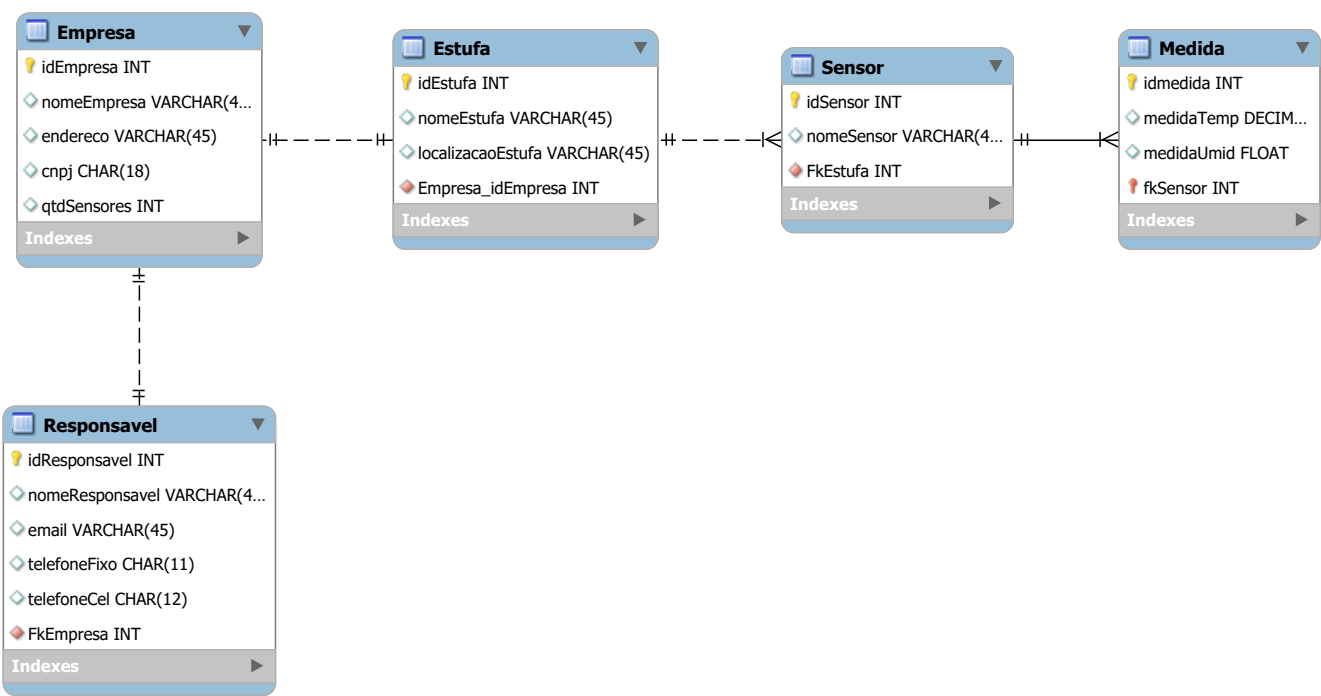 Empresa
idEmpresa INT
nomeEmpresa VARCHAR(4...
endereco VARCHAR(45)
cnpj CHAR(18)
qtdSensores INT
Indexes
Estufa
idEstufa INT
nomeEstufa VARCHAR(45)
localizacaoEstufa VARCHAR(45)
Empresa_idEmpresa INT
Indexes
Sensor
idSensor INT
nomeSensor VARCHAR(4...
FkEstufa INT
Indexes
Medida
idmedida INT
medidaTemp DECIM...
medidaUmid FLOAT
fkSensor INT
Indexes
Responsavel
idResponsavel INT
nomeResponsavel VARCHAR(4...
email VARCHAR(45)
telefoneFixo CHAR(11)
telefoneCel CHAR(12)
FkEmpresa INT
Indexes